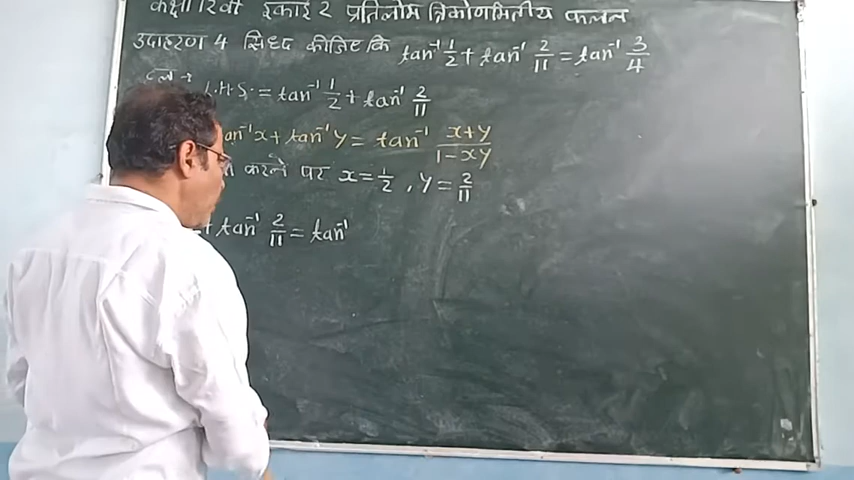 कक्षा 12वी इकाई 2 प्रतिलोम त्रिकोणमितीय फलन
उदाहरण 4 सिध्द कीजिए कि tan⁻¹ 1/2 + tan⁻¹ 2/11 = tan⁻¹ 3/4
L.H.S. = tan⁻¹ 1/2 + tan⁻¹ 2/11
tan⁻¹x + tan⁻¹y = tan⁻¹ (x+y)/(1-xy)
करने पर x = 1/2, y = 2/11
+ tan⁻¹ 2/11 = tan⁻¹